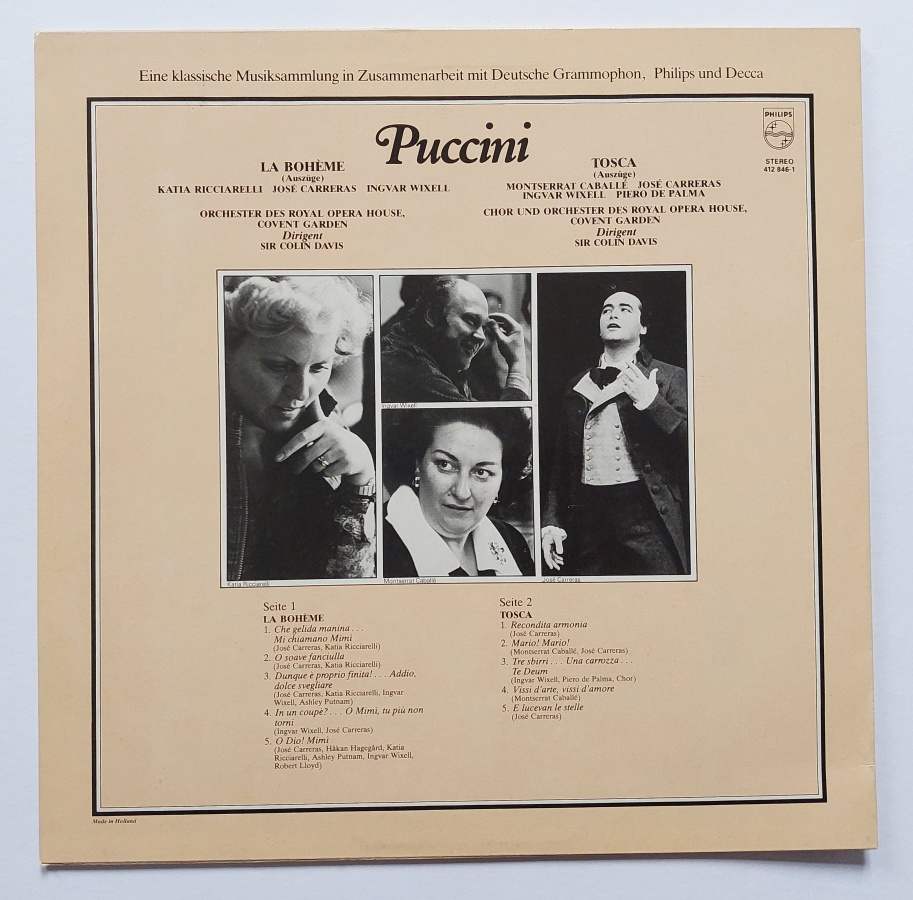 Eine klassische Musiksammlung in Zusammenarbeit mit Deutsche Grammophon, Philips und Decca
Puccini
PHILIPS
STEREO
412 846-1
LA BOHÈME
(Auszüge)
KATIA RICCIARELLI JOSÉ CARRERAS INGVAR WIXELL
ORCHESTER DES ROYAL OPERA HOUSE,
COVENT GARDEN
Dirigent
SIR COLIN DAVIS
TOSCA
(Auszüge)
MONTSERRAT CABALLÉ JOSÉ CARRERAS
INGVAR WIXELL PIERO DE PALMA
CHOR UND ORCHESTER DES ROYAL OPERA HOUSE,
COVENT GARDEN
Dirigent
SIR COLIN DAVIS
Ingvar Wixell
Katia Ricciarelli
Montserrat Caballé
José Carreras
Seite 1
LA BOHÈME
1. Che gelida manina . . .
Mi chiamano Mimì
(José Carreras, Katia Ricciarelli)
2. O soave fanciulla
(José Carreras, Katia Ricciarelli)
3. Dunque è proprio finita! . . . Addio,
dolce svegliare
(José Carreras, Katia Ricciarelli, Ingvar
Wixell, Ashley Putnam)
4. In un coupè? . . . O Mimì, tu più non
torni
(Ingvar Wixell, José Carreras)
5. O Dio! Mimì
(José Carreras, Håkan Hagegård, Katia
Ricciarelli, Ashley Putnam, Ingvar Wixell,
Robert Lloyd)
Seite 2
TOSCA
1. Recondita armonia
(José Carreras)
2. Mario! Mario!
(Montserrat Caballé, José Carreras)
3. Tre sbirri . . . Una carrozza . . .
Te Deum
(Ingvar Wixell, Piero de Palma, Chor)
4. Vissi d'arte, vissi d'amore
(Montserrat Caballé)
5. E lucevan le stelle
(José Carreras)
Made in Holland